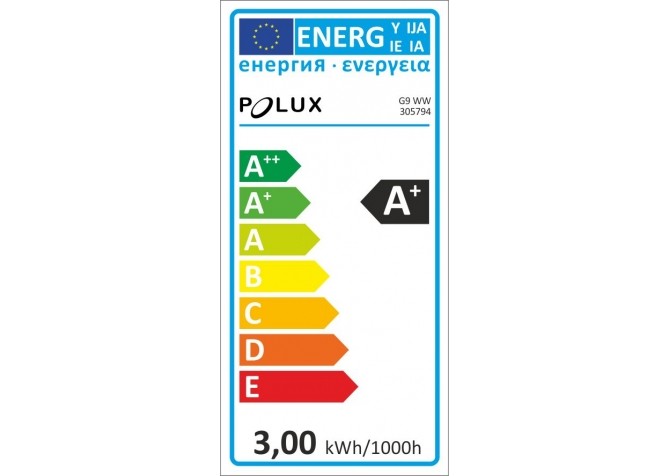 ENERG Y IJA
IE IA
енергия · ενεργεια
POLUX
G9 WW
305794
A++
A+
A+
A
B
C
D
E
3,00 kWh/1000h